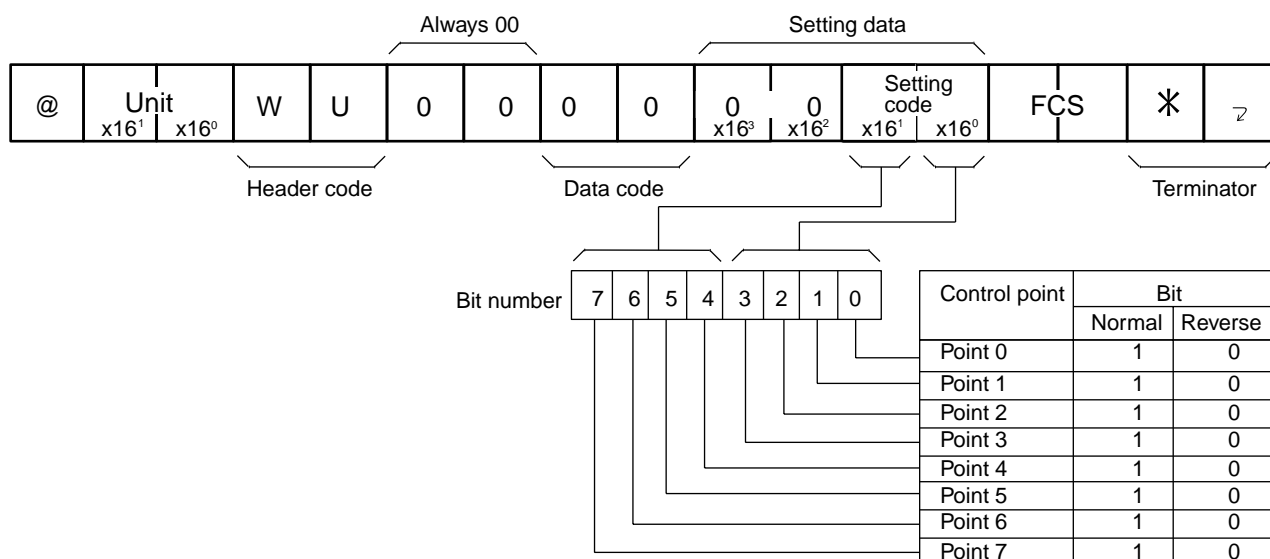 Always 00 Setting data
@ Unit x16¹ x16⁰ W U 0 0 0 0 0 x16³ 0 x16² Setting code x16¹ x16⁰ FCS * ↵
Header code Data code Terminator
Bit number 7 6 5 4 3 2 1 0
Control point Bit
Normal Reverse
Point 0 1 0
Point 1 1 0
Point 2 1 0
Point 3 1 0
Point 4 1 0
Point 5 1 0
Point 6 1 0
Point 7 1 0